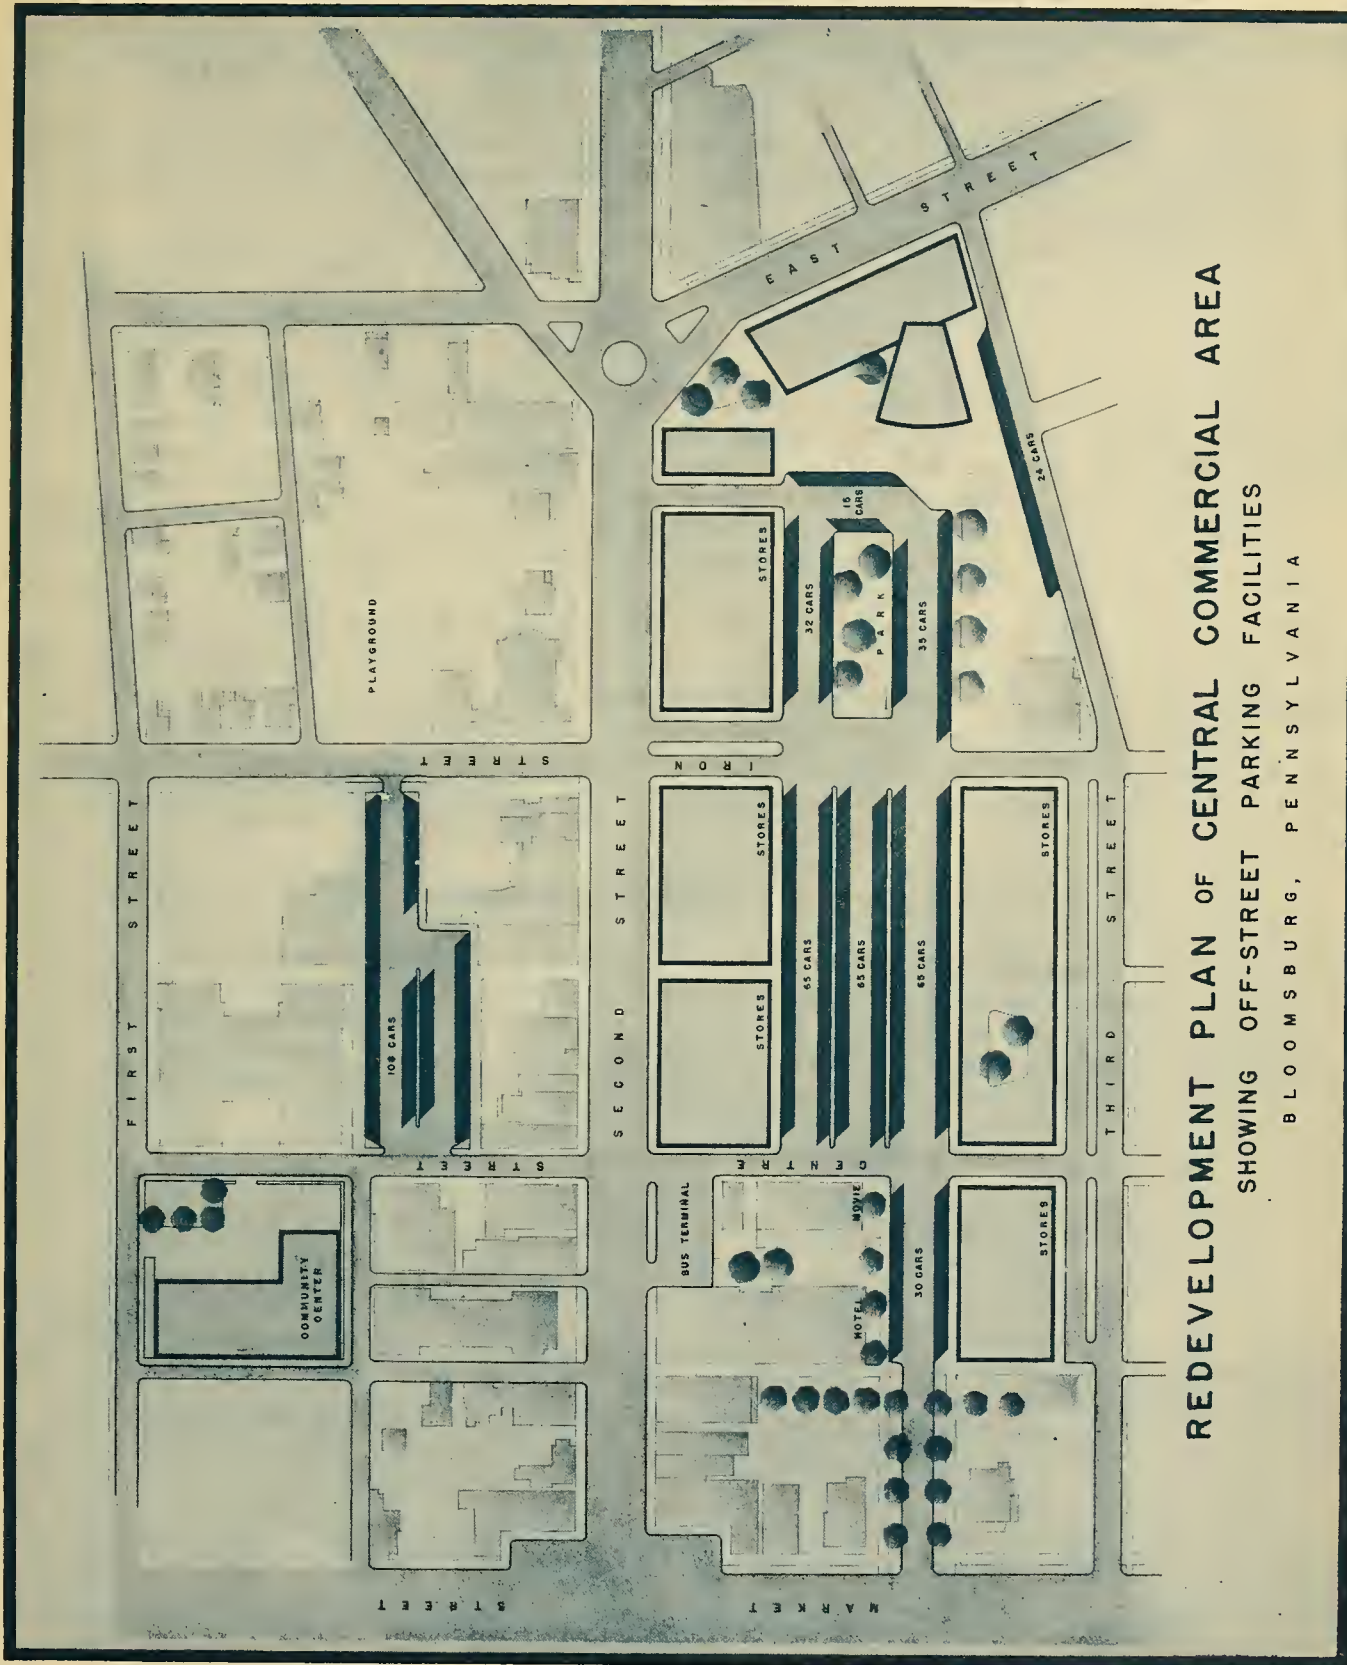 REDEVELOPMENT PLAN OF CENTRAL COMMERCIAL AREA
SHOWING OFF-STREET PARKING FACILITIES
BLOOMSBURG, PENNSYLVANIA
FIRST STREET
SECOND STREET
THIRD STREET
EAST STREET
IRON
STREET
CENTRE
STREET
MARKET
STREET
PLAYGROUND
COMMUNITY
CENTER
108 CARS
BUS TERMINAL
MOTEL
MOVIE
30 CARS
STORES
STORES
STORES
STORES
STORES
65 CARS
65 CARS
65 CARS
32 CARS
PARK
35 CARS
15
CARS
24 CARS